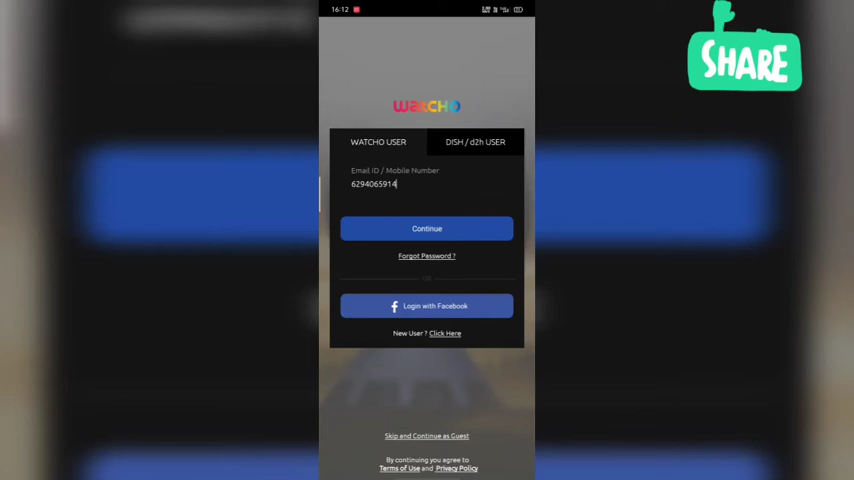 16:12
SHARE
WATCHO
WATCHO USER
DISH / d2h USER
Email ID / Mobile Number
6294065914
Continue
Forgot Password ?
OR
f Login with Facebook
New User ? Click Here
Skip and Continue as Guest
By continuing you agree to
Terms of Use and Privacy Policy